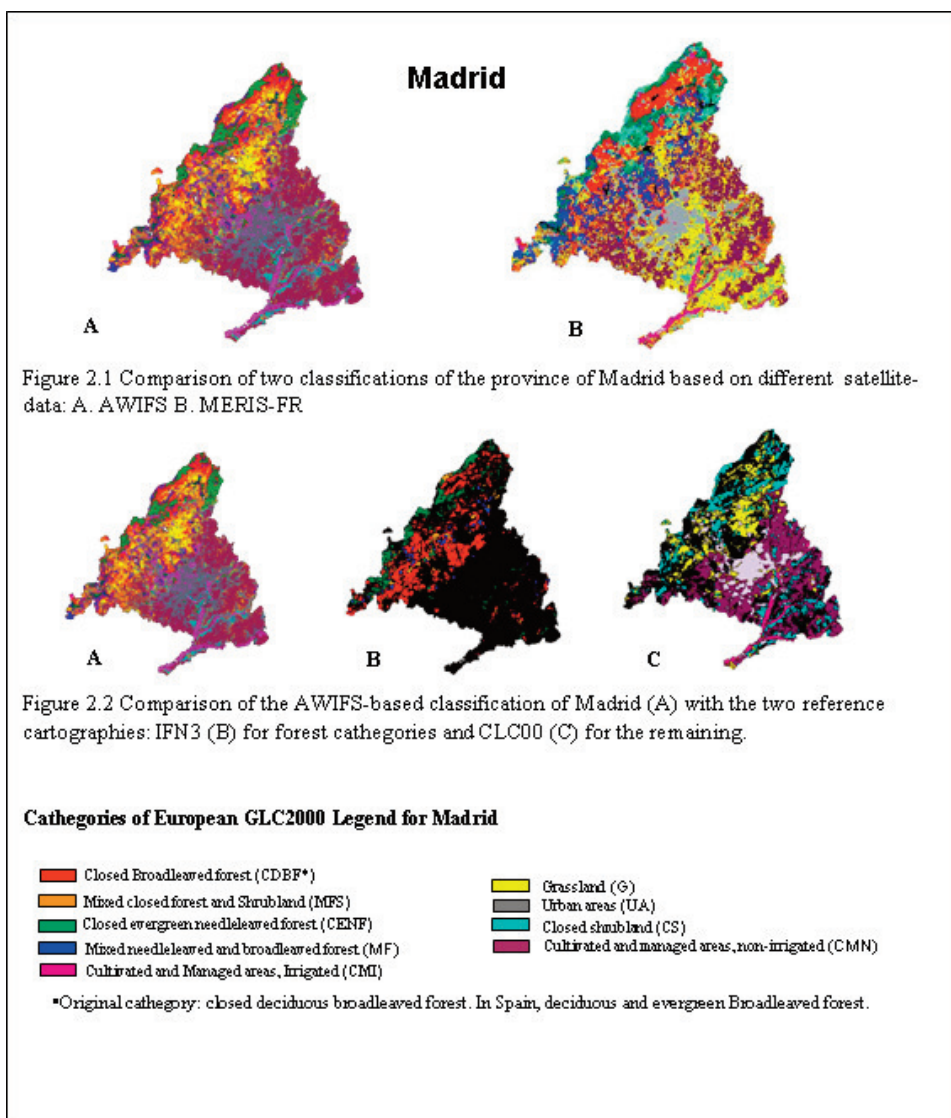 Madrid
A
B
Figure 2.1 Comparison of two classifications of the province of Madrid based on different satellite-
data: A. AWIFS B. MERIS-FR
A
B
C
Figure 2.2 Comparison of the AWIFS-based classification of Madrid (A) with the two reference
cartographies: IFN3 (B) for forest cathegories and CLC00 (C) for the remaining.
Cathegories of European GLC2000 Legend for Madrid
Closed Broadleaved forest (CDBF*)
Mixed closed forest and Shrubland (MFS)
Closed evergreen needleleaved forest (CENF)
Mixed needleleaved and broadleaved forest (MF)
Cultivated and Managed areas, Irrigated (CMI)
Grassland (G)
Urban areas (UA)
Closed shrubland (CS)
Cultivated and managed areas, non-irrigated (CMN)
*Original cathegory: closed deciduous broadleaved forest. In Spain, deciduous and evergreen Broadleaved forest.